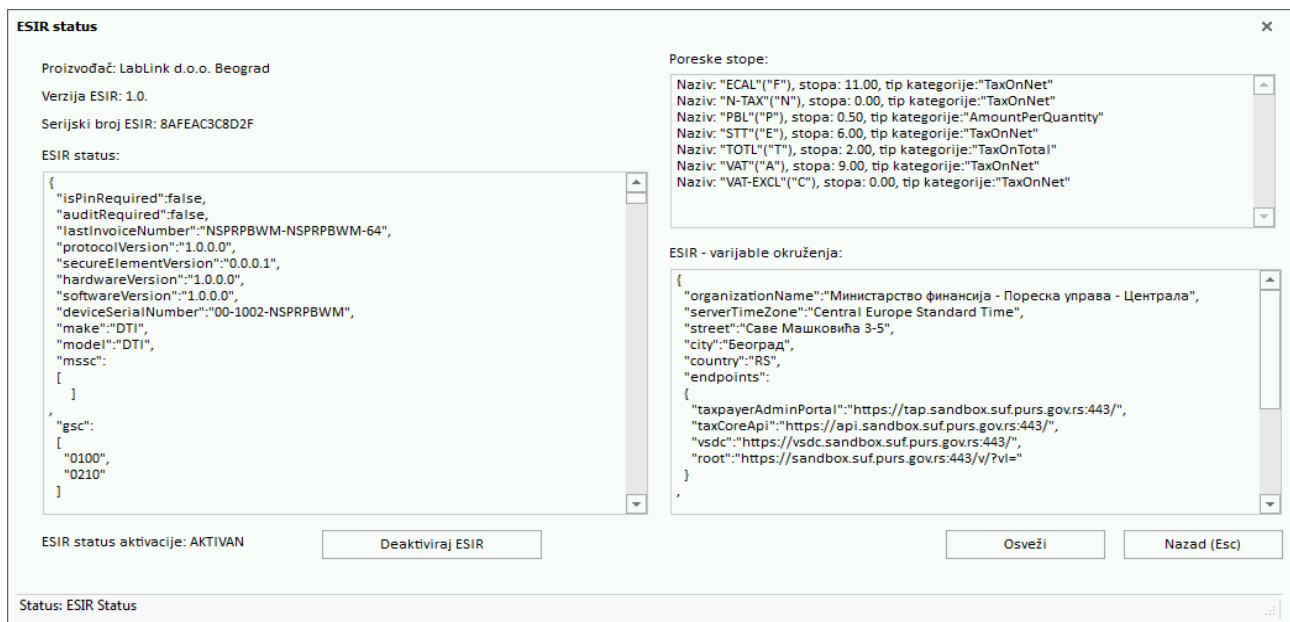 ESIR status
Proizvođač: LabLink d.o.o. Beograd
Verzija ESIR: 1.0.
Serijski broj ESIR: 8AFEAC3C8D2F
ESIR status:
{
"isPinRequired":false,
"auditRequired":false,
"lastInvoiceNumber":"NSPRPBWM-NSPRPBWM-64",
"protocolVersion":"1.0.0.0",
"secureElementVersion":"0.0.0.1",
"hardwareVersion":"1.0.0.0",
"softwareVersion":"1.0.0.0",
"deviceSerialNumber":"00-1002-NSPRPBWM",
"make":"DTI",
"model":"DTI",
"mssc":
[
]
,
"gsc":
[
"0100",
"0210"
]
Poreske stope:
Naziv: "ECAL"("F"), stopa: 11.00, tip kategorije:"TaxOnNet"
Naziv: "N-TAX"("N"), stopa: 0.00, tip kategorije:"TaxOnNet"
Naziv: "PBL"("P"), stopa: 0.50, tip kategorije:"AmountPerQuantity"
Naziv: "STT"("E"), stopa: 6.00, tip kategorije:"TaxOnNet"
Naziv: "TOTL"("T"), stopa: 2.00, tip kategorije:"TaxOnTotal"
Naziv: "VAT"("A"), stopa: 9.00, tip kategorije:"TaxOnNet"
Naziv: "VAT-EXCL"("C"), stopa: 0.00, tip kategorije:"TaxOnNet"
ESIR - varijable okruženja:
{
"organizationName":"Министарство финансија - Пореска управа - Централа",
"serverTimeZone":"Central Europe Standard Time",
"street":"Саве Машковића 3-5",
"city":"Београд",
"country":"RS",
"endpoints":
{
"taxpayerAdminPortal":"https://tap.sandbox.suf.purs.gov.rs:443/",
"taxCoreApi":"https://api.sandbox.suf.purs.gov.rs:443/",
"vsdc":"https://vsdc.sandbox.suf.purs.gov.rs:443/",
"root":"https://sandbox.suf.purs.gov.rs:443/v/?vl="
}
,
ESIR status aktivacije: AKTIVAN
Deaktiviraj ESIR
Osveži
Nazad (Esc)
Status: ESIR Status